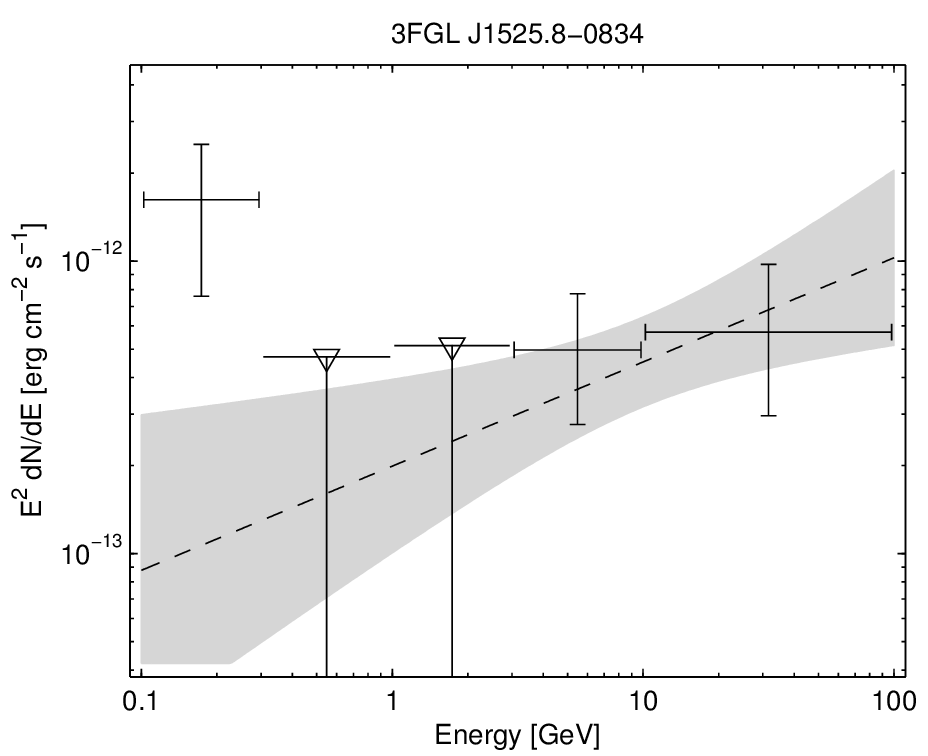 3FGL J1525.8−0834
E² dN/dE [erg cm⁻² s⁻¹]
10⁻¹²
10⁻¹³
0.1 1 10 100
Energy [GeV]